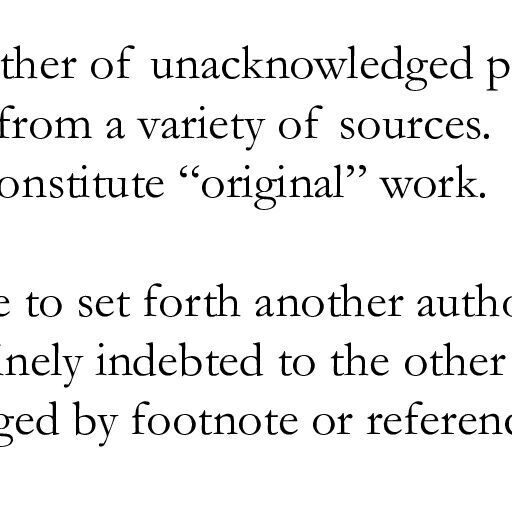 ther of unacknowledged p
from a variety of sources.
onstitute “original” work.
e to set forth another autho
inely indebted to the other
ged by footnote or referenc